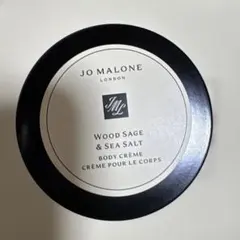 JO MALONE
LONDON
JML
WOOD SAGE
& SEA SALT
BODY CRÈME
CRÈME POUR LE CORPS